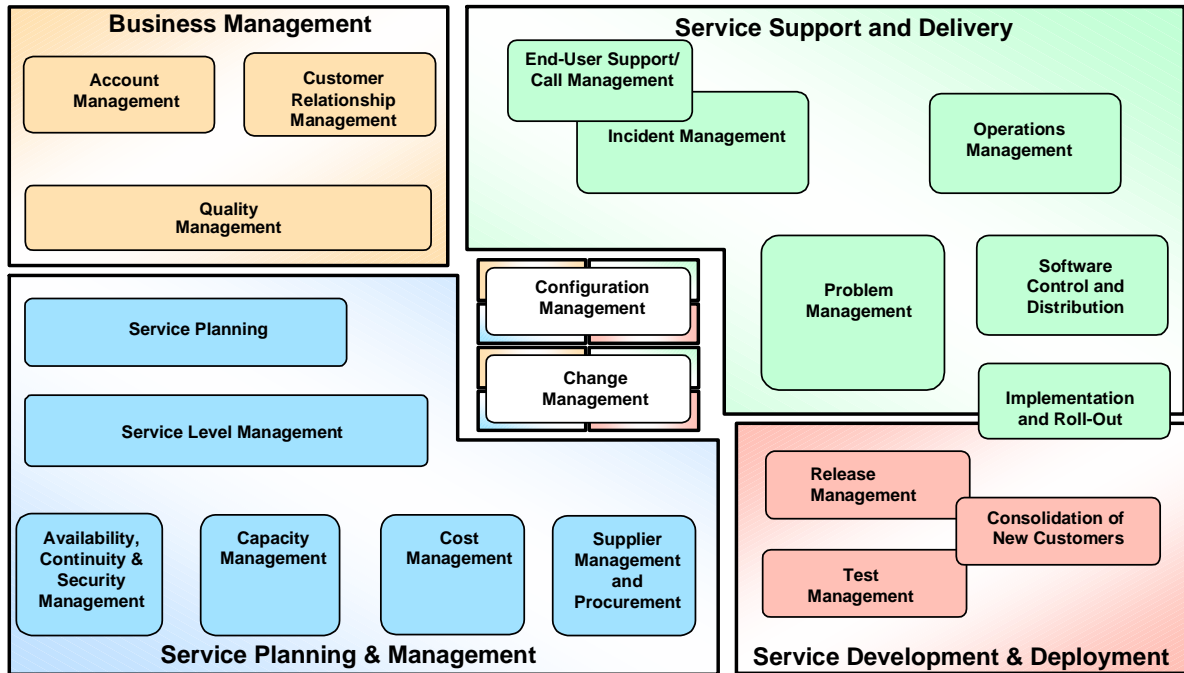 Business Management
Account
Management
Customer
Relationship
Management
Quality
Management
Service Support and Delivery
End-User Support/
Call Management
Incident Management
Operations
Management
Problem
Management
Software
Control and
Distribution
Implementation
and Roll-Out
Configuration
Management
Change
Management
Service Planning
Service Level Management
Availability,
Continuity &
Security
Management
Capacity
Management
Cost
Management
Supplier
Management
and
Procurement
Service Planning & Management
Release
Management
Consolidation of
New Customers
Test
Management
Service Development & Deployment